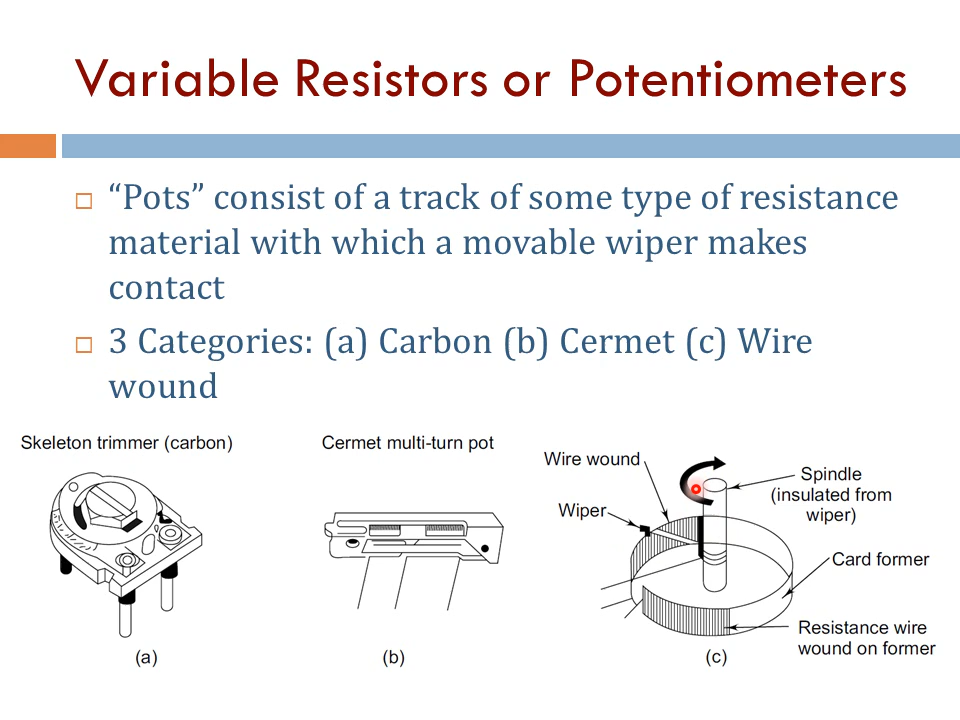 Variable Resistors or Potentiometers
“Pots” consist of a track of some type of resistance
material with which a movable wiper makes
contact
3 Categories: (a) Carbon (b) Cermet (c) Wire
wound
Skeleton trimmer (carbon)
(a)
Cermet multi-turn pot
(b)
Wire wound
Wiper
Spindle
(insulated from
wiper)
Card former
Resistance wire
wound on former
(c)